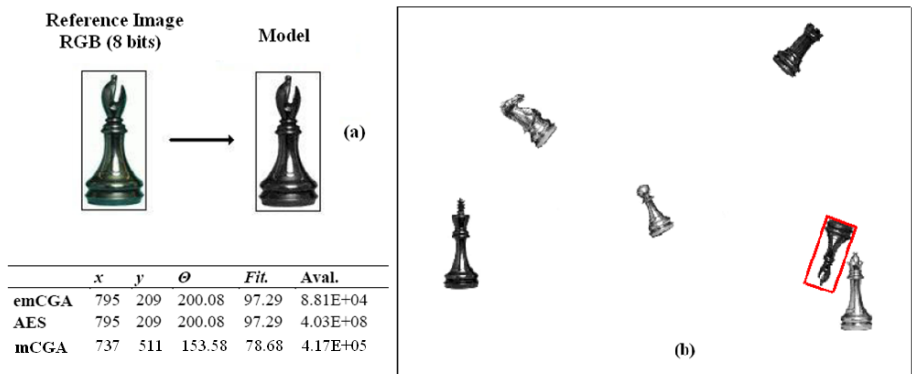 Reference Image
RGB (8 bits)
Model
(a)
x y Θ Fit. Aval.
emCGA 795 209 200.08 97.29 8.81E+04
AES 795 209 200.08 97.29 4.03E+08
mCGA 737 511 153.58 78.68 4.17E+05
(b)